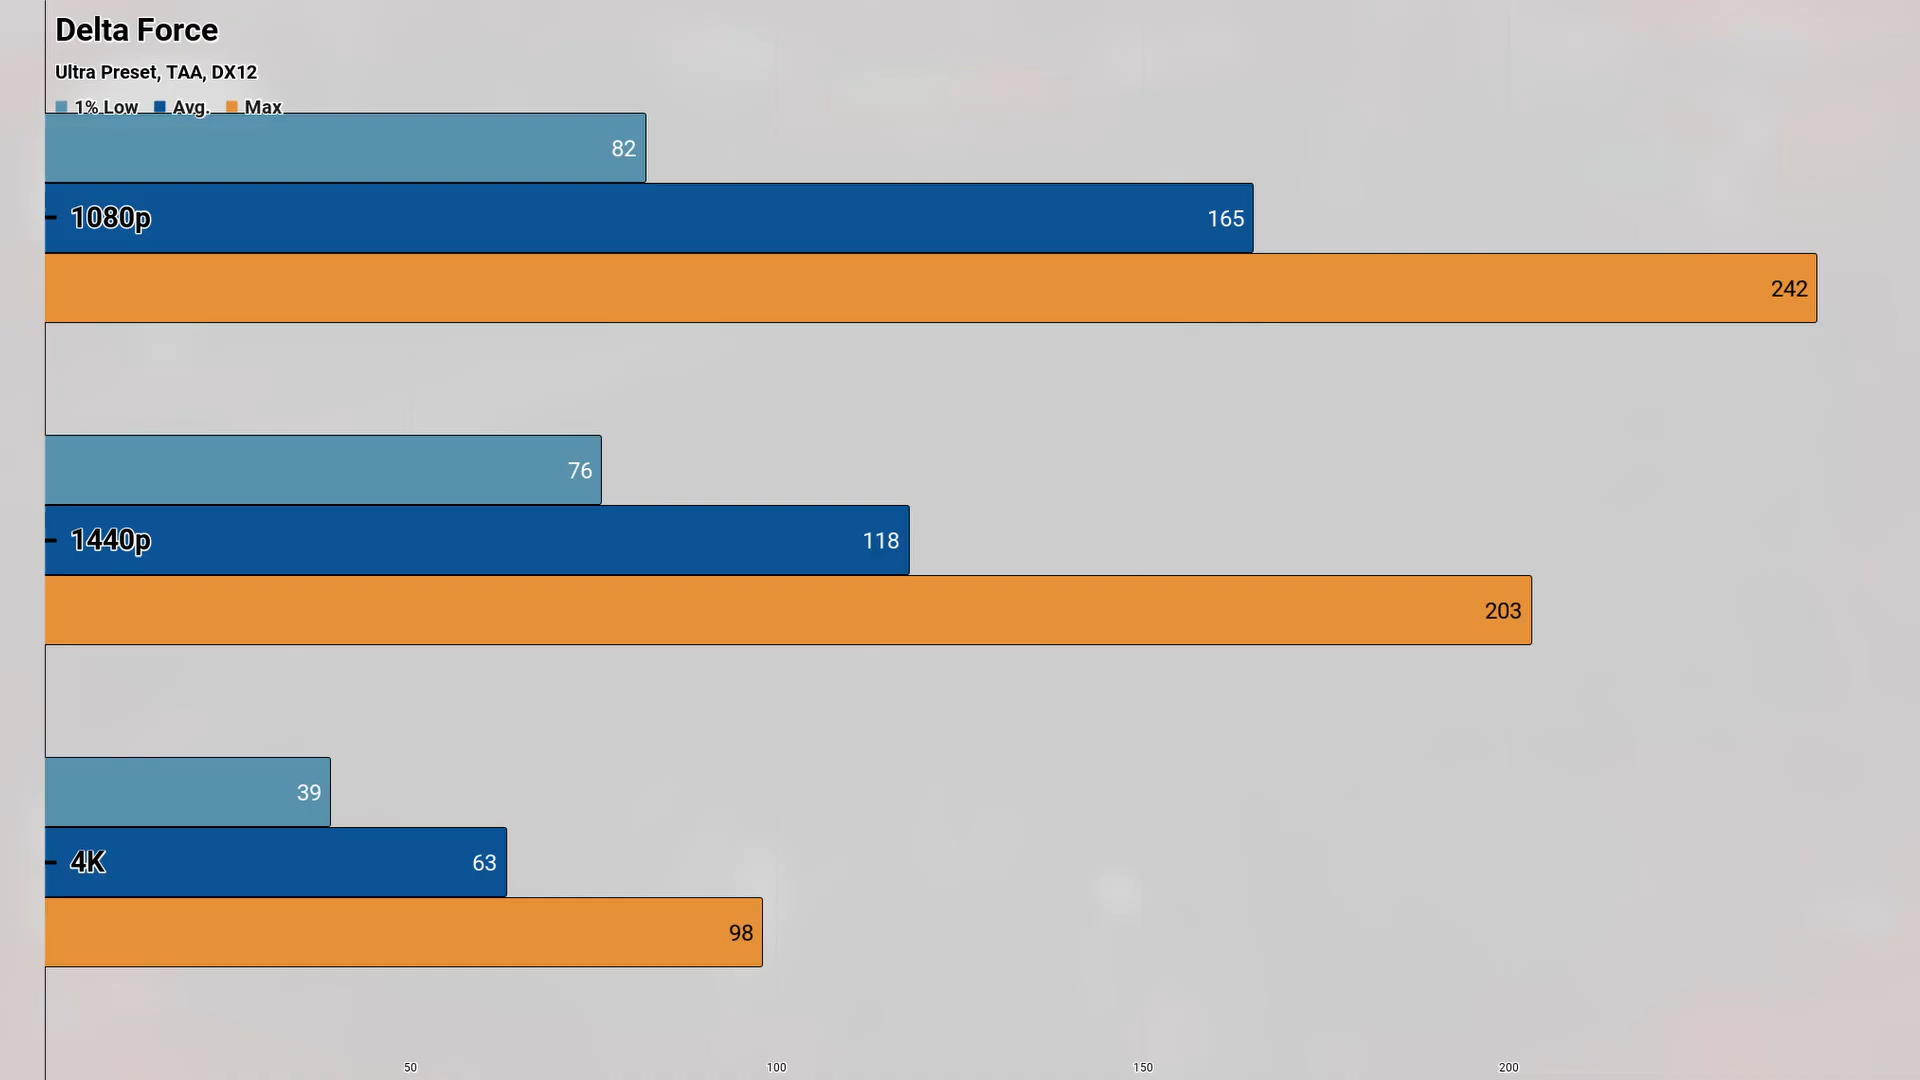 Delta Force
Ultra Preset, TAA, DX12
1% Low Avg. Max
82
1080p 165
242
76
1440p 118
203
39
4K 63
98
50 100 150 200